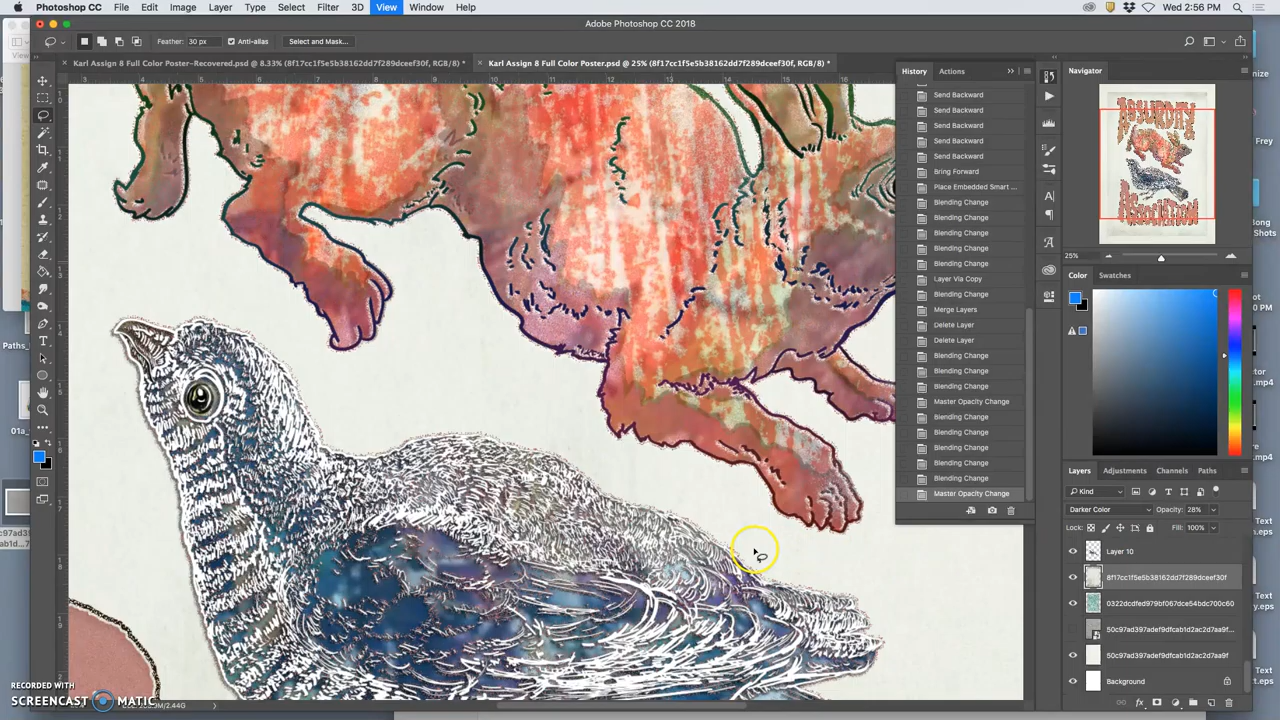 Photoshop CC File Edit Image Layer Type Select Filter 3D View Window Help Wed 2:56 PM
Adobe Photoshop CC 2018
Feather: 30 px Anti-alias Select and Mask...
Karl Assign 8 Full Color Poster-Recovered.psd @ 8.33% (8f17cc1f5e5b38162dd7f289dceef30f, RGB/8) *
Karl Assign 8 Full Color Poster.psd @ 25% (8f17cc1f5e5b38162dd7f289dceef30f, RGB/8) *
History Actions
Send Backward
Send Backward
Send Backward
Send Backward
Send Backward
Bring Forward
Place Embedded Smart ...
Blending Change
Blending Change
Blending Change
Blending Change
Blending Change
Layer Via Copy
Blending Change
Merge Layers
Delete Layer
Delete Layer
Blending Change
Blending Change
Blending Change
Master Opacity Change
Blending Change
Blending Change
Blending Change
Blending Change
Blending Change
Master Opacity Change
Navigator
ABSURDITY
25%
Color Swatches
Layers Adjustments Channels Paths
Kind
Darker Color Opacity: 28%
Lock: Fill: 100%
Layer 10
8f17cc1f5e5b38162dd7f289dceef30f
0322dcdfed979bf067dce54bdc700c60
50c97ad397adef9dfcab1d2ac2d7aa9f...
50c97ad397adef9dfcab1d2ac2d7aa9f
Background
RECORDED WITH
SCREENCAST MATIC